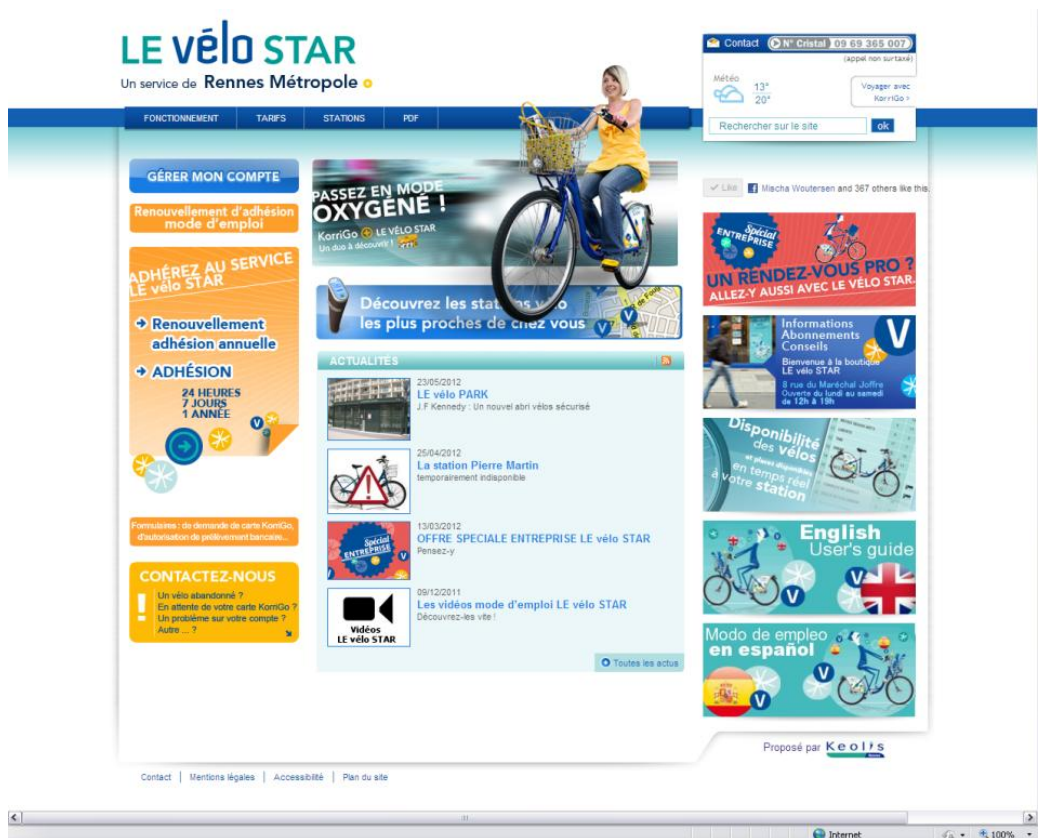 LE vélo STAR
Un service de Rennes Métropole
Contact N° Cristal 09 69 365 007
(appel non surtaxé)
Météo
13°
20°
Voyager avec
KorriGo >
Rechercher sur le site ok
FONCTIONNEMENT TARIFS STATIONS PDF
GÉRER MON COMPTE
Renouvellement d'adhésion
mode d'emploi
ADHÉREZ AU SERVICE
LE vélo STAR
Renouvellement
adhésion annuelle
ADHÉSION
24 HEURES
7 JOURS
1 ANNÉE
V
Formulaires : de demande de carte KorriGo,
d'autorisation de prélèvement bancaire...
CONTACTEZ-NOUS
!
Un vélo abandonné ?
En attente de votre carte KorriGo ?
Un problème sur votre compte ?
Autre ... ?
PASSEZ EN MODE
OXYGÉNÉ !
KorriGo + LE VÉLO STAR
Un duo à découvrir !
Découvrez les stations vélo
les plus proches de chez vous
V V
ACTUALITÉS
23/05/2012
LE vélo PARK
J.F Kennedy : Un nouvel abri vélos sécurisé
25/04/2012
La station Pierre Martin
temporairement indisponible
Spécial
ENTREPRISE
V
13/03/2012
OFFRE SPECIALE ENTREPRISE LE vélo STAR
Pensez-y
Vidéos
LE vélo STAR
09/12/2011
Les vidéos mode d'emploi LE vélo STAR
Découvrez-les vite !
Toutes les actus
Like Mischa Woutersen and 367 others like this.
Spécial
ENTREPRISE
UN RENDEZ-VOUS PRO ?
ALLEZ-Y AUSSI AVEC LE VÉLO STAR.
Informations
Abonnements
Conseils
V
Bienvenue à la boutique
LE vélo STAR
8 rue du Maréchal Joffre
Ouverte du lundi au samedi
de 12h à 19h
Disponibilité
des vélos
et places disponibles
en temps réel
à votre station
English
User's guide
V V
Modo de empleo
en español
V V
Proposé par Keolis
Contact | Mentions légales | Accessibilité | Plan du site
Internet 100%